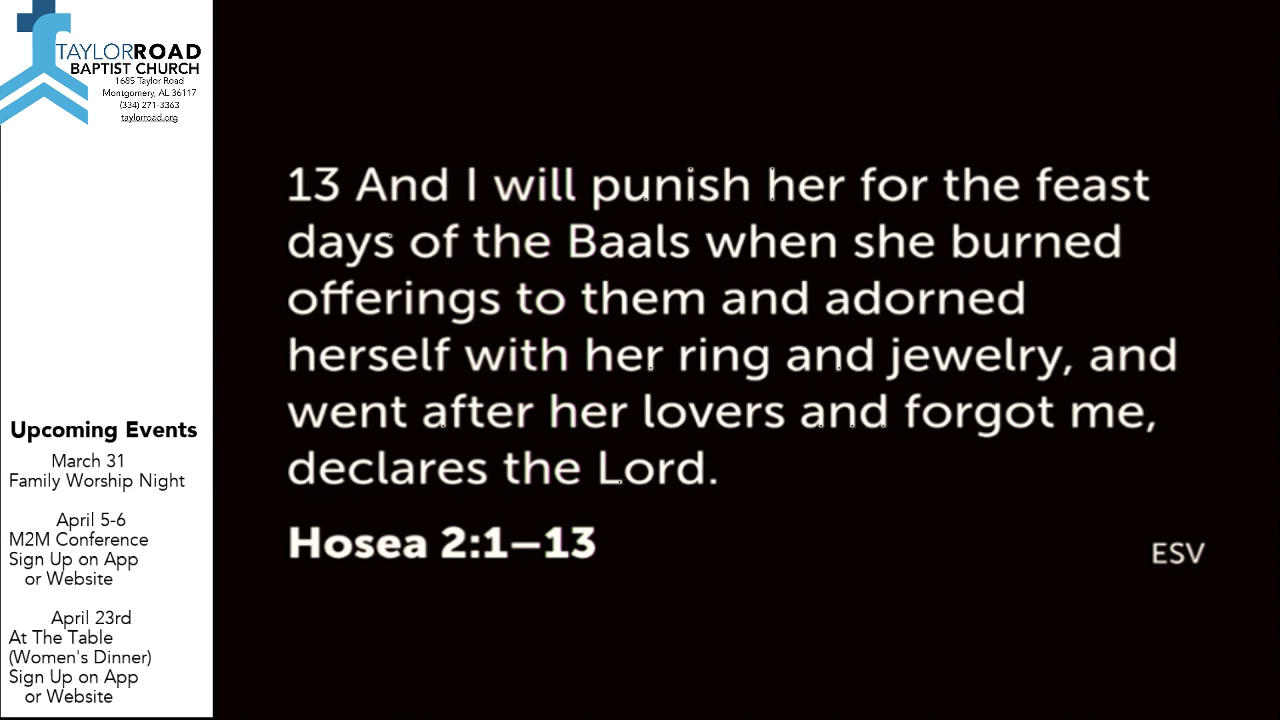 TAYLORROAD
BAPTIST CHURCH
1685 Taylor Road
Montgomery, AL 36117
(334) 271-3363
taylorroad.org
Upcoming Events
March 31
Family Worship Night
April 5-6
M2M Conference
Sign Up on App
or Website
April 23rd
At The Table
(Women's Dinner)
Sign Up on App
or Website
13 And I will punish her for the feast
days of the Baals when she burned
offerings to them and adorned
herself with her ring and jewelry, and
went after her lovers and forgot me,
declares the Lord.
Hosea 2:1–13
ESV